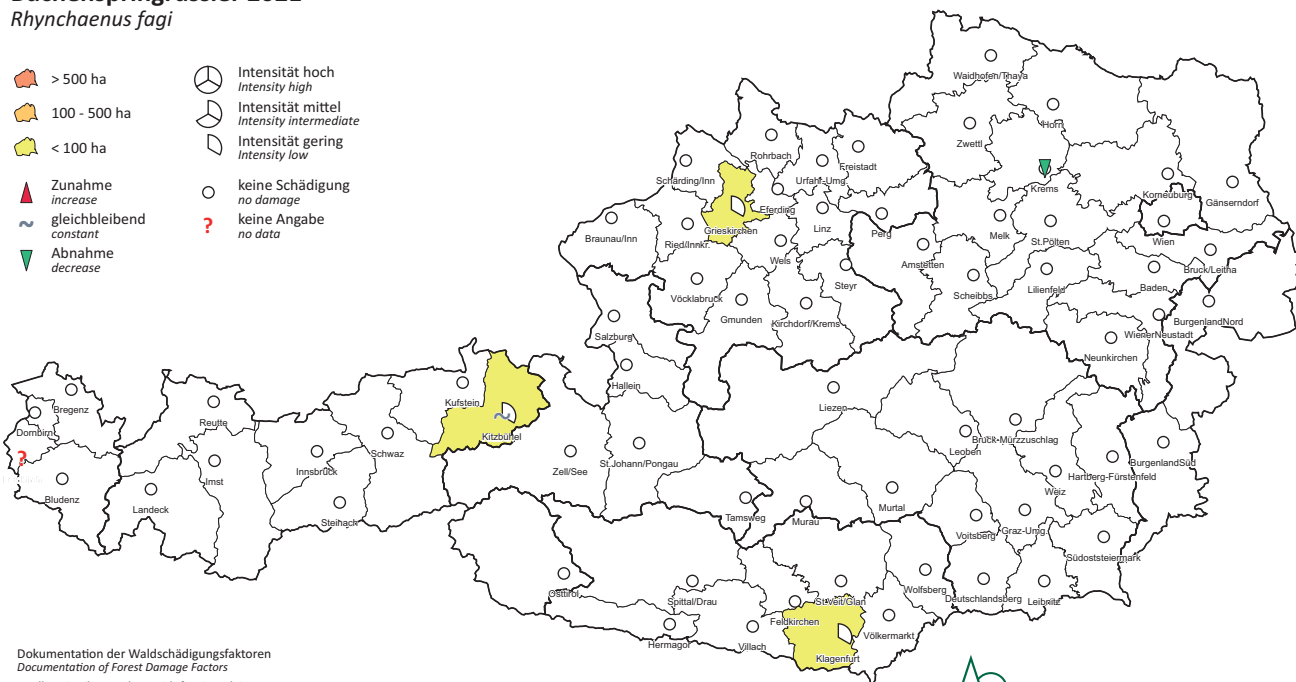 Rhynchaenus fagi
> 500 ha
100 - 500 ha
< 100 ha
Zunahme
increase
gleichbleibend
constant
Abnahme
decrease
Intensität hoch
Intensity high
Intensität mittel
Intensity intermediate
Intensität gering
Intensity low
keine Schädigung
no damage
? keine Angabe
no data
Waidhofen/Thaya
Horn
Zwettl
Krems
Korneuburg
Gänserndorf
Rohrbach
Freistadt
Urfahr-Umg.
Schärding/Inn
Eferding
Grieskirchen
Linz
Perg
Braunau/Inn
Ried/Innkr.
Wels
Melk
St.Pölten
Wien
Amstetten
Bruck/Leitha
Steyr
Scheibbs
Lilienfeld
Baden
Vöcklabruck
Gmunden
Kirchdorf/Krems
BurgenlandNord
WienerNeustadt
Salzburg
Neunkirchen
Hallein
Liezen
Kufstein
Kitzbühel
Bregenz
Dornbirn
?
Reutte
Schwaz
Innsbruck
Imst
Bludenz
Landeck
Steinach
Zell/See
St.Johann/Pongau
Bruck-Mürzzuschlag
Leoben
Hartberg-Fürstenfeld
BurgenlandSüd
Weiz
Tamsweg
Murau
Murtal
Voitsberg
Graz-Umg.
Südoststeiermark
Osttirol
Spittal/Drau
St.Veit/Glan
Wolfsberg
Deutschlandsberg
Leibnitz
Feldkirchen
Völkermarkt
Hermagor
Villach
Klagenfurt
Dokumentation der Waldschädigungsfaktoren
Documentation of Forest Damage Factors